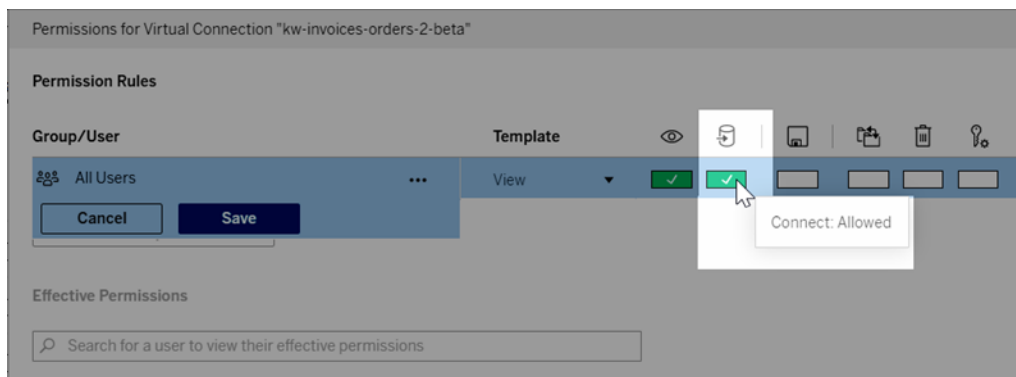 Permissions for Virtual Connection "kw-invoices-orders-2-beta"
Permission Rules
Group/User Template
All Users ... View
Cancel Save
Connect: Allowed
Effective Permissions
Search for a user to view their effective permissions